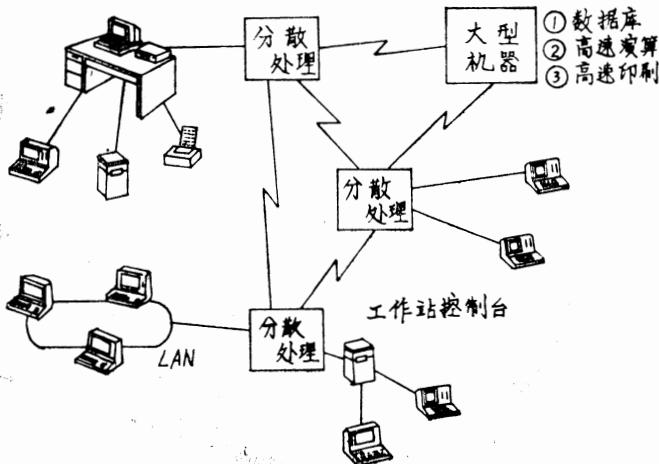 分散
处理
大型
机器
① 数据库
② 高速演算
③ 高速印刷
分散
处理
分散
处理
工作站控制台
LAN